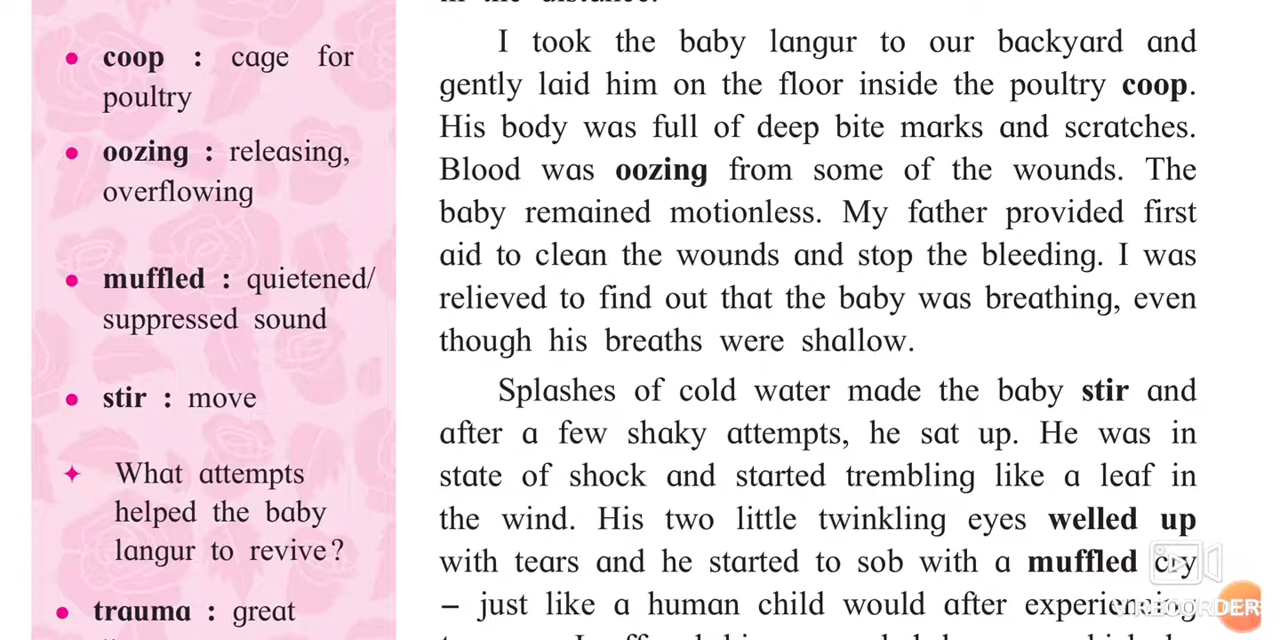 coop : cage for
poultry
oozing : releasing,
overflowing
muffled : quietened/
suppressed sound
stir : move
What attempts
helped the baby
langur to revive?
trauma : great
in the distance.
I took the baby langur to our backyard and
gently laid him on the floor inside the poultry coop.
His body was full of deep bite marks and scratches.
Blood was oozing from some of the wounds. The
baby remained motionless. My father provided first
aid to clean the wounds and stop the bleeding. I was
relieved to find out that the baby was breathing, even
though his breaths were shallow.
Splashes of cold water made the baby stir and
after a few shaky attempts, he sat up. He was in
state of shock and started trembling like a leaf in
the wind. His two little twinkling eyes welled up
with tears and he started to sob with a muffled cry
– just like a human child would after experiencing
V RECORDER